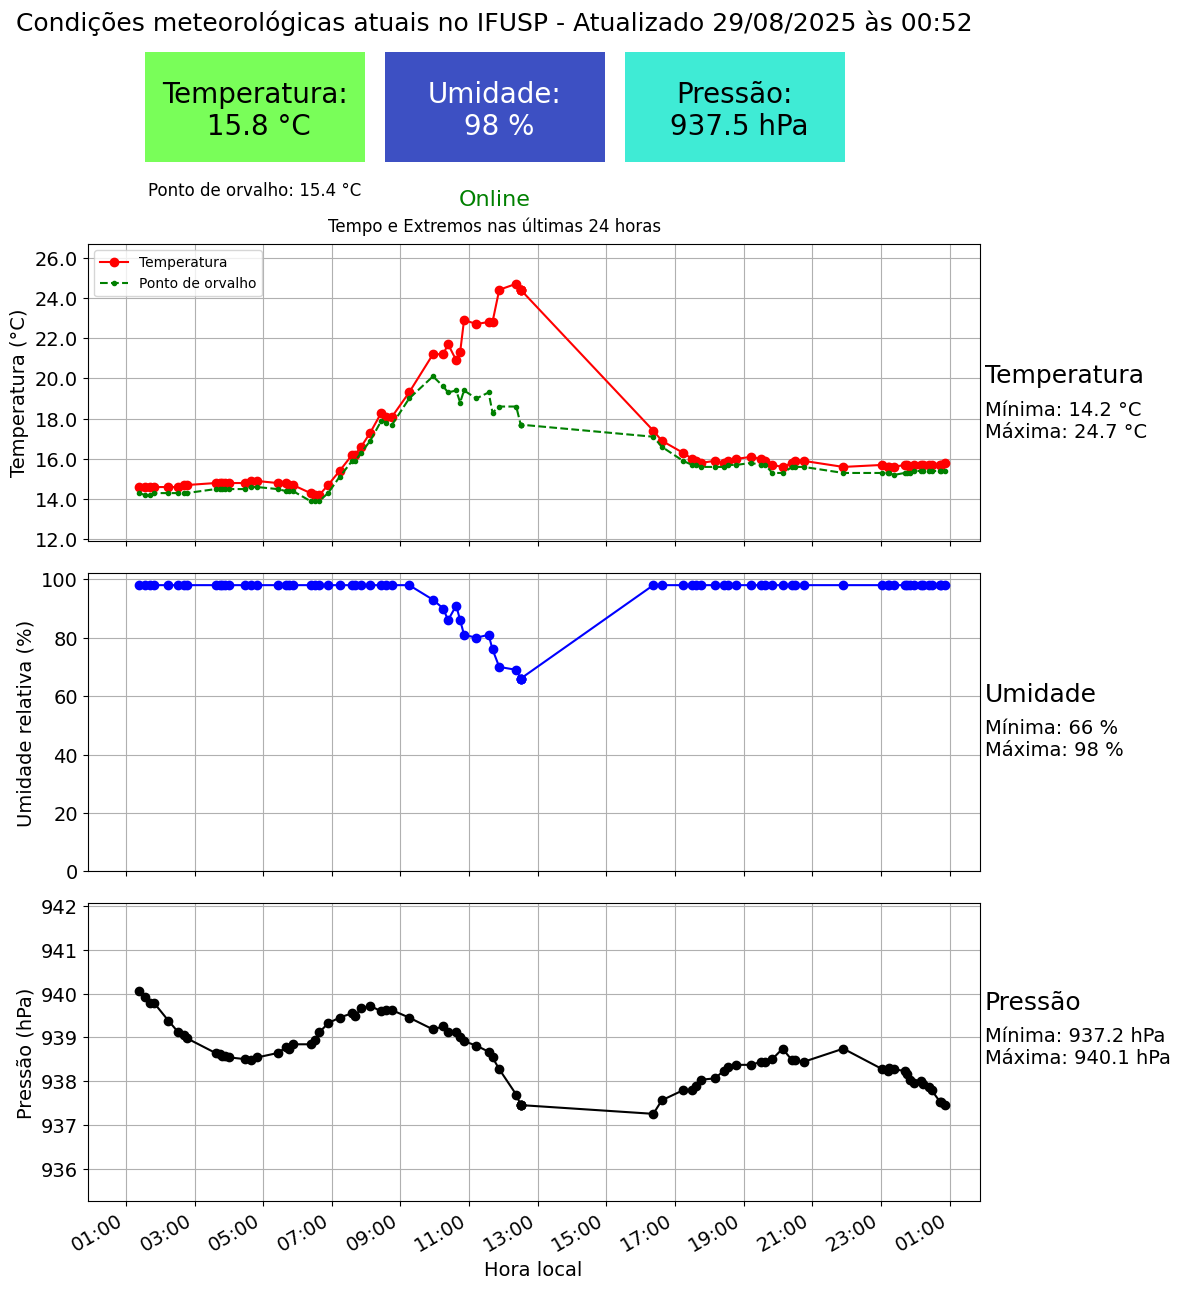 Condições meteorológicas atuais no IFUSP - Atualizado 29/08/2025 às 00:52
Temperatura:
15.8 °C
Umidade:
98 %
Pressão:
937.5 hPa
Ponto de orvalho: 15.4 °C
Online
Tempo e Extremos nas últimas 24 horas
Temperatura
Ponto de orvalho
Temperatura (°C)
26.0
24.0
22.0
20.0
18.0
16.0
14.0
12.0
Temperatura
Mínima: 14.2 °C
Máxima: 24.7 °C
Umidade relativa (%)
100
80
60
40
20
0
Umidade
Mínima: 66 %
Máxima: 98 %
Pressão (hPa)
942
941
940
939
938
937
936
Pressão
Mínima: 937.2 hPa
Máxima: 940.1 hPa
01:00
03:00
05:00
07:00
09:00
11:00
13:00
15:00
17:00
19:00
21:00
23:00
01:00
Hora local